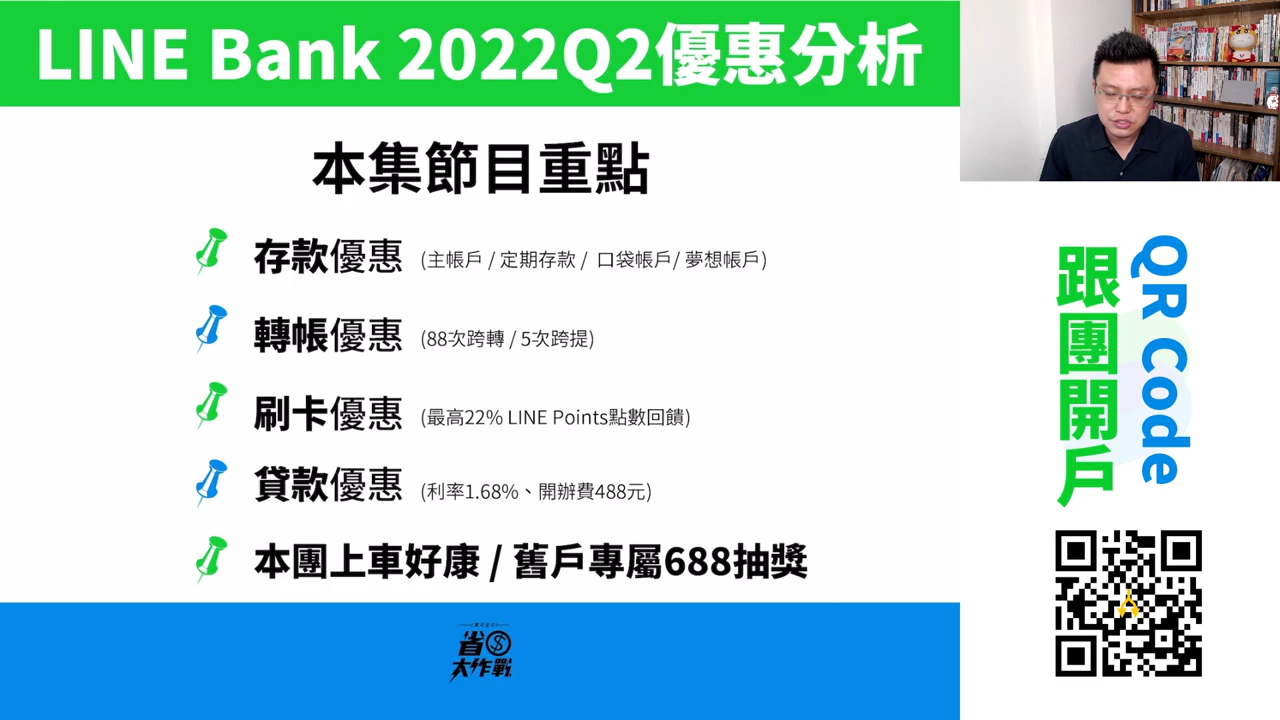 LINE Bank 2022Q2優惠分析
本集節目重點
存款優惠 (主帳戶 / 定期存款 / 口袋帳戶/ 夢想帳戶)
轉帳優惠 (88次跨轉 / 5次跨提)
刷卡優惠 (最高22% LINE Points點數回饋)
貸款優惠 (利率1.68%、開辦費488元)
本團上車好康 / 舊戶專屬688抽獎
省
大作戰
QR Code
跟團開戶